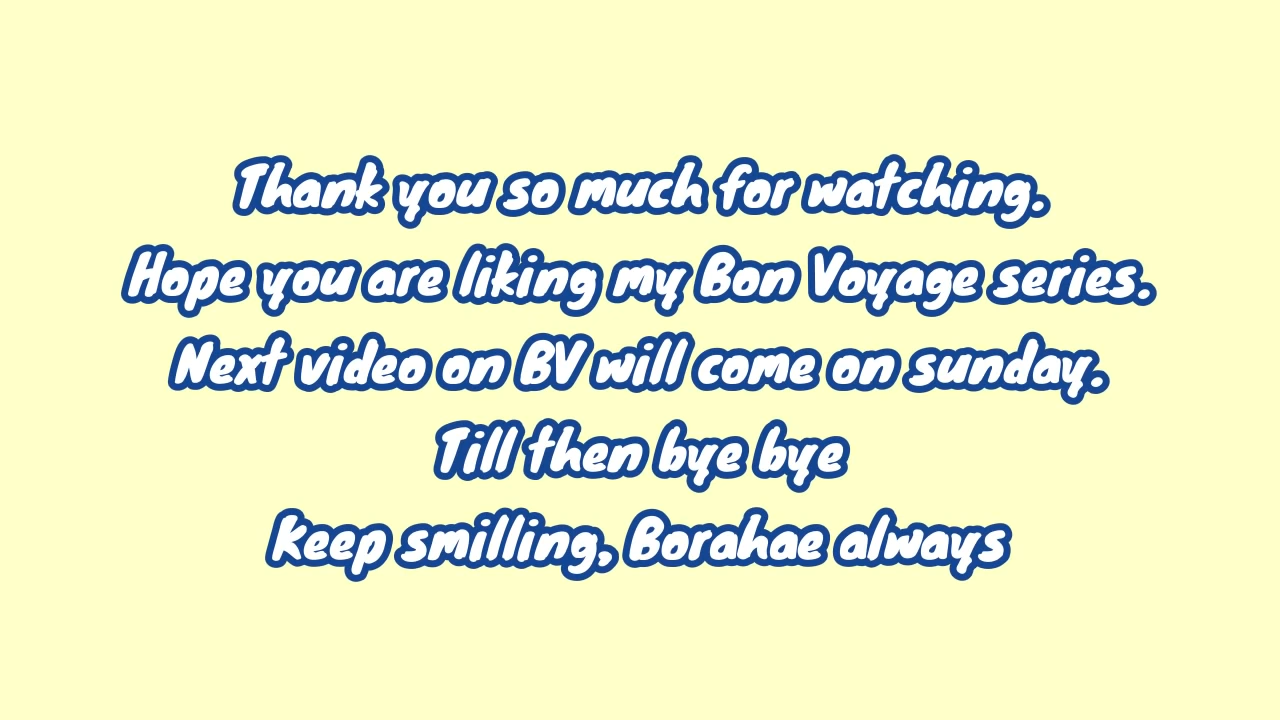 Thank you so much for watching.
Hope you are liking my Bon Voyage series.
Next video on BV will come on sunday.
Till then bye bye
Keep smilling, Borahae always